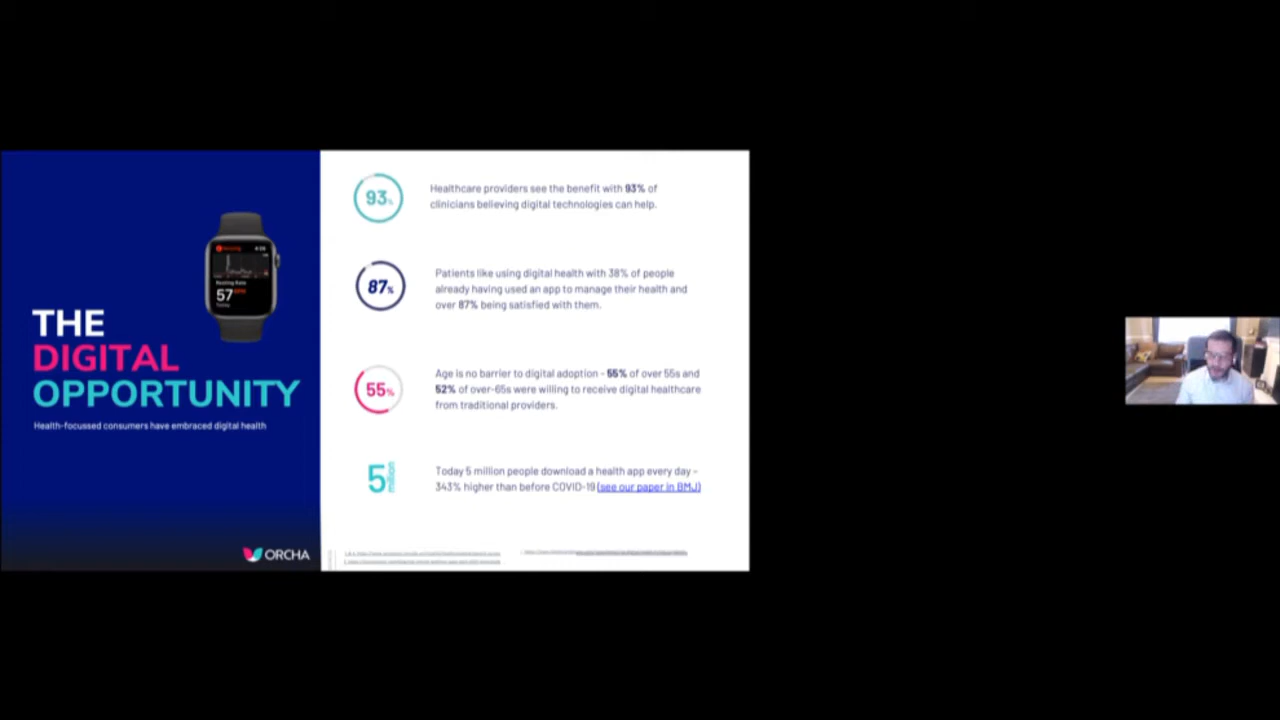 THE
DIGITAL
OPPORTUNITY
Health-focussed consumers have embraced digital health
57
ORCHA
93%
Healthcare providers see the benefit with 93% of
clinicians believing digital technologies can help.
87%
Patients like using digital health with 38% of people
already having used an app to manage their health and
over 87% being satisfied with them.
55%
Age is no barrier to digital adoption - 55% of over 55s and
52% of over-65s were willing to receive digital healthcare
from traditional providers.
5 million
Today 5 million people download a health app every day –
343% higher than before COVID-19 (see our paper in BMJ)